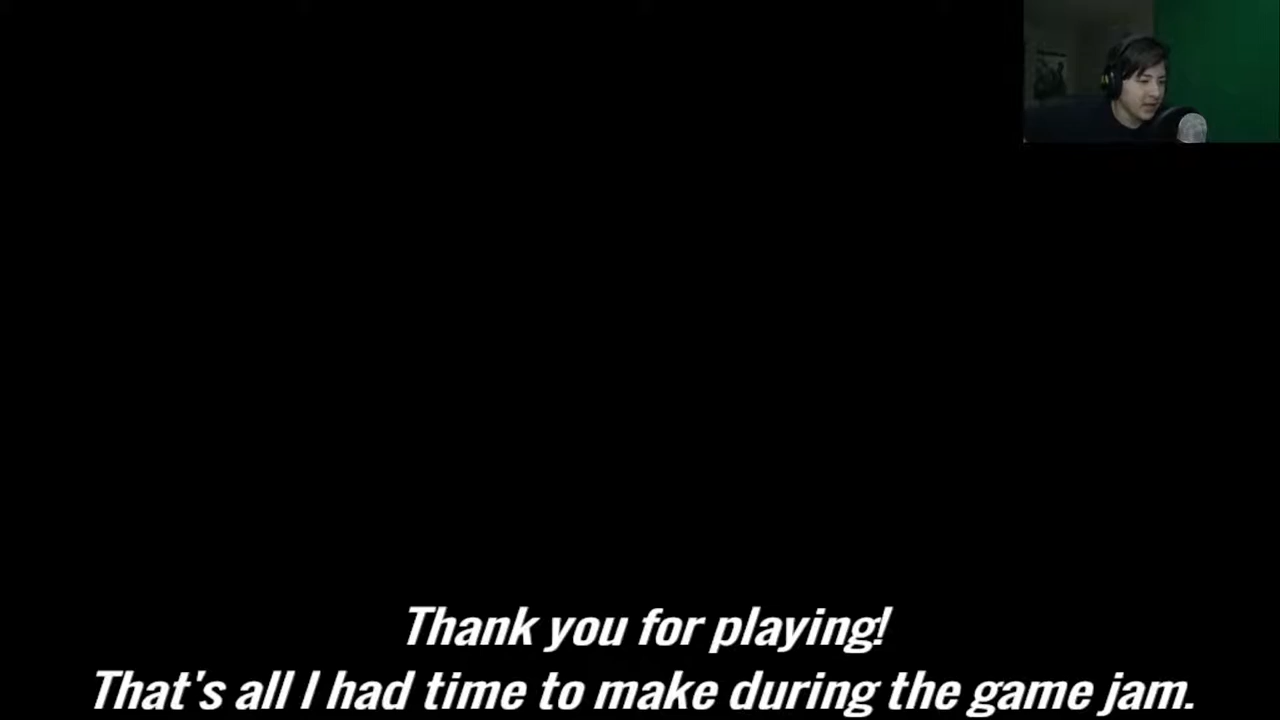 Thank you for playing!
That's all I had time to make during the game jam.